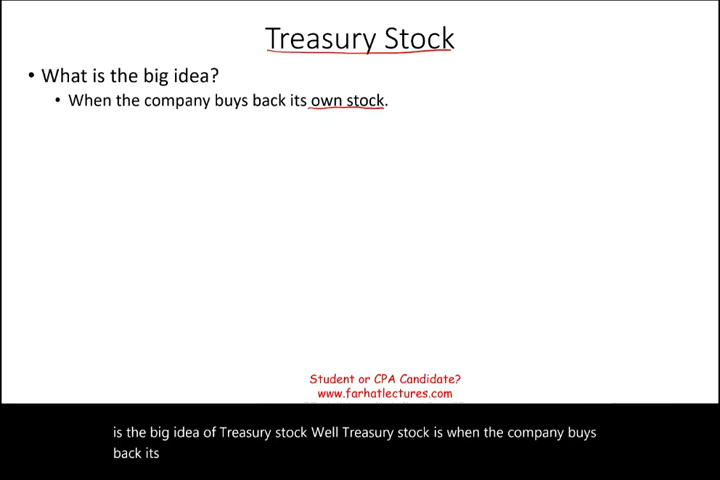 Treasury Stock
• What is the big idea?
• When the company buys back its own stock.
Student or CPA Candidate?
www.farhatlectures.com
is the big idea of Treasury stock Well Treasury stock is when the company buys
back its